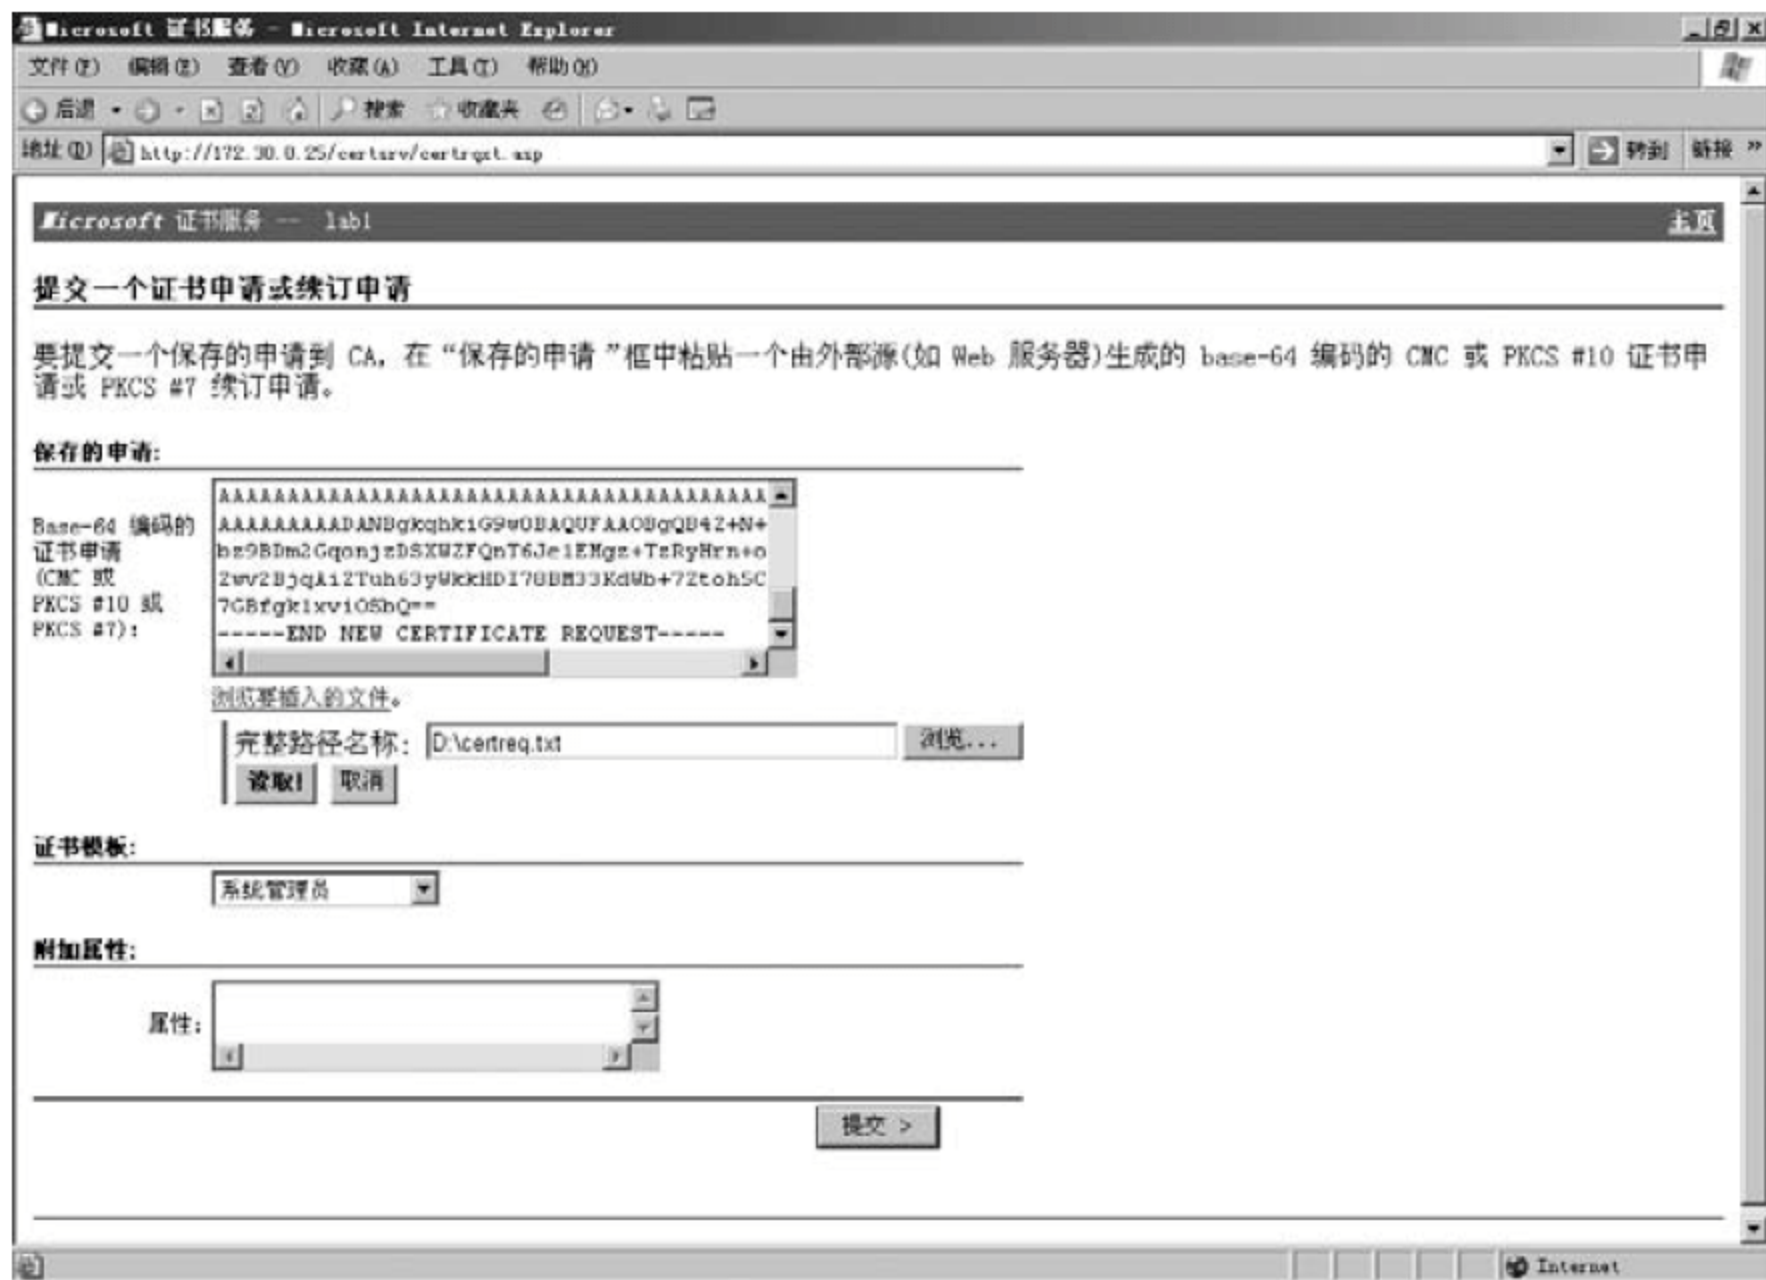 Microsoft 证书服务 - Microsoft Internet Explorer
文件(F) 编辑(E) 查看(V) 收藏(A) 工具(T) 帮助(H)
后退 搜索 收藏夹
地址(D) http://172.30.0.25/certsrv/certrqxt.asp 转到 链接 »
Microsoft 证书服务 -- lab1 主页
提交一个证书申请或续订申请
要提交一个保存的申请到 CA，在“保存的申请 ”框中粘贴一个由外部源(如 Web 服务器)生成的 base-64 编码的 CMC 或 PKCS #10 证书申
请或 PKCS #7 续订申请。
保存的申请:
Base-64 编码的
证书申请
(CMC 或
PKCS #10 或
PKCS #7):
AAAAAAAAAAAAAAAAAAAAAAAAAAAAAAAAAAAAAAAA
AAAAAAAAADANBgkqhkiG9w0BAQUFAAOBgQB4Z+N+
bz9BDm2GqonjzDSXWZFQnT6Je1EMgz+TzRyHrn+o
2wv2BjqAi2Tuh63yWkkHDI78BM33KdWb+7Ztoh5C
7GBfgk1xviOSbQ==
-----END NEW CERTIFICATE REQUEST-----
浏览要插入的文件。
完整路径名称: D:\certreq.txt 浏览...
读取! 取消
证书模板:
系统管理员
附加属性:
属性:
提交 >
Internet